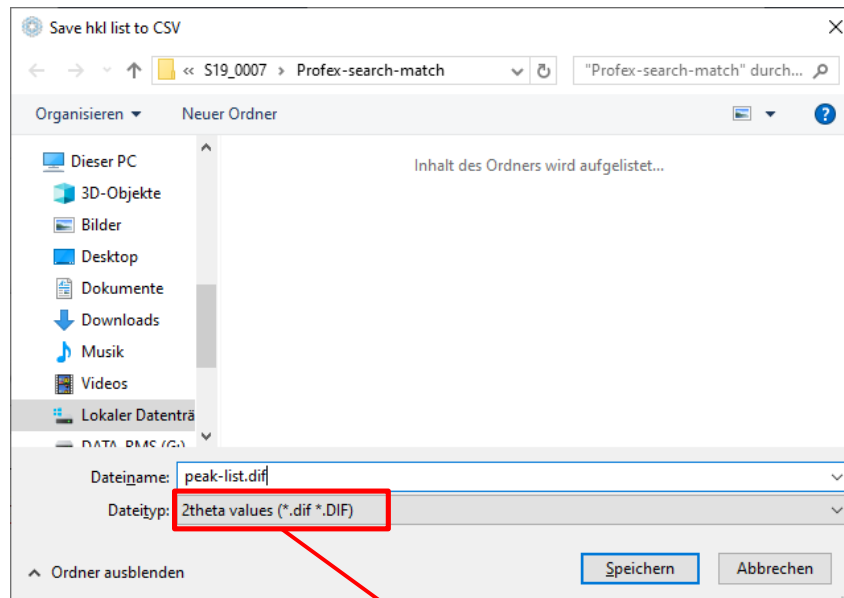 Save hkl list to CSV
« S19_0007 › Profex-search-match
"Profex-search-match" durch...
Organisieren
Neuer Ordner
?
Dieser PC
3D-Objekte
Bilder
Desktop
Dokumente
Downloads
Musik
Videos
Lokaler Datenträ
Inhalt des Ordners wird aufgelistet...
Dateiname: peak-list.dif
Dateityp: 2theta values (*.dif *.DIF)
Ordner ausblenden
Speichern
Abbrechen